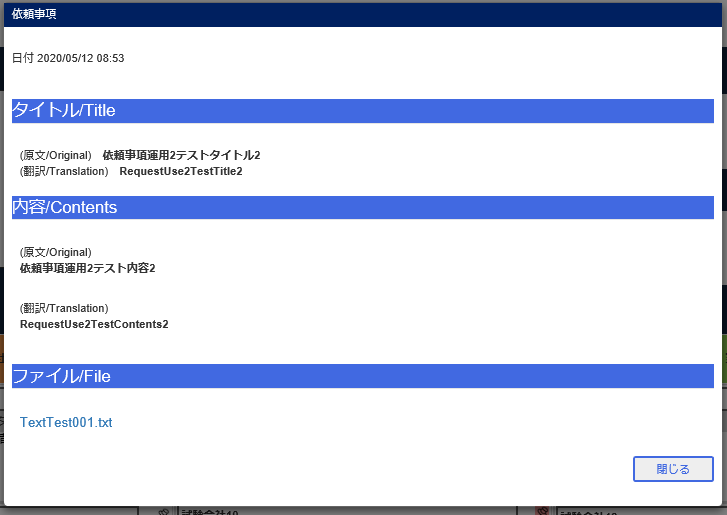 依頼事項
日付 2020/05/12 08:53
タイトル/Title
(原文/Original) 依頼事項運用2テストタイトル2
(翻訳/Translation) RequestUse2TestTitle2
内容/Contents
(原文/Original)
依頼事項運用2テスト内容2
(翻訳/Translation)
RequestUse2TestContents2
ファイル/File
TextTest001.txt
閉じる